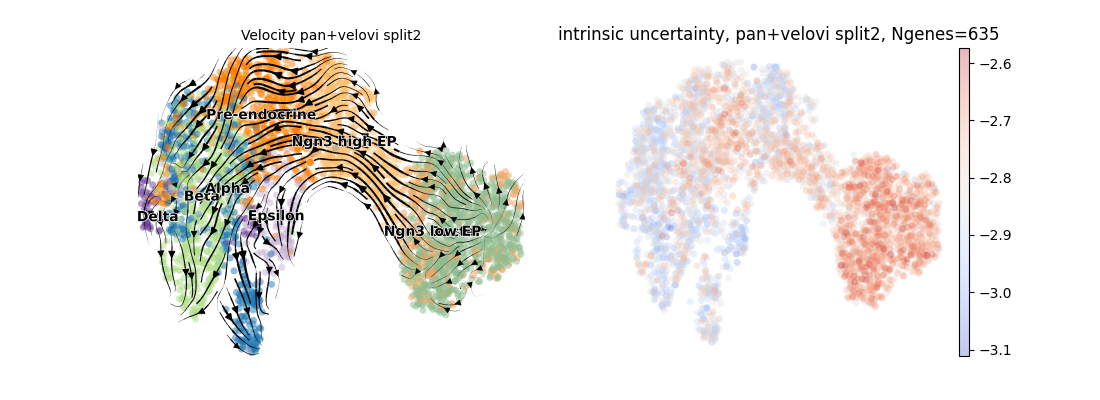 Velocity pan+velovi split2
Pre-endocrine
Ngn3 high EP
Alpha
Beta
Delta
Epsilon
Ngn3 low EP
intrinsic uncertainty, pan+velovi split2, Ngenes=635
−2.6
−2.7
−2.8
−2.9
−3.0
−3.1